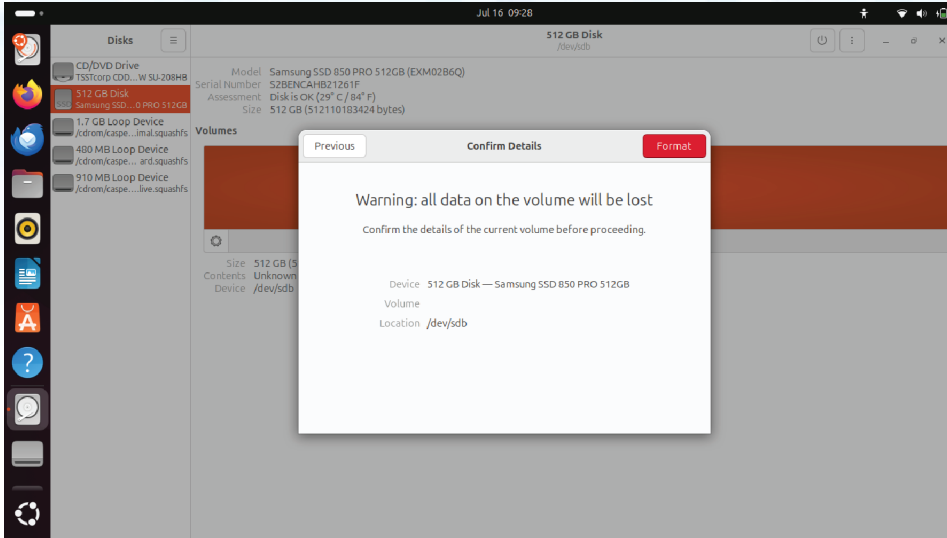 Jul 16 09:28
Disks
512 GB Disk
/dev/sdb
CD/DVD Drive
TSSTcorp CDD... W SU-208HB
512 GB Disk
Samsung SSD...0 PRO 512GB
1.7 GB Loop Device
/cdrom/caspe...imal.squashfs
480 MB Loop Device
/cdrom/caspe... ard.squashfs
910 MB Loop Device
/cdrom/caspe....live.squashfs
Model Samsung SSD 850 PRO 512GB (EXM02B6Q)
Serial Number S2BENCAHB21261F
Assessment Disk is OK (29° C / 84° F)
Size 512 GB (512110183424 bytes)
Volumes
Size 512 GB (5
Contents Unknown
Device /dev/sdb
Previous
Confirm Details
Format
Warning: all data on the volume will be lost
Confirm the details of the current volume before proceeding.
Device 512 GB Disk — Samsung SSD 850 PRO 512GB
Volume
Location /dev/sdb